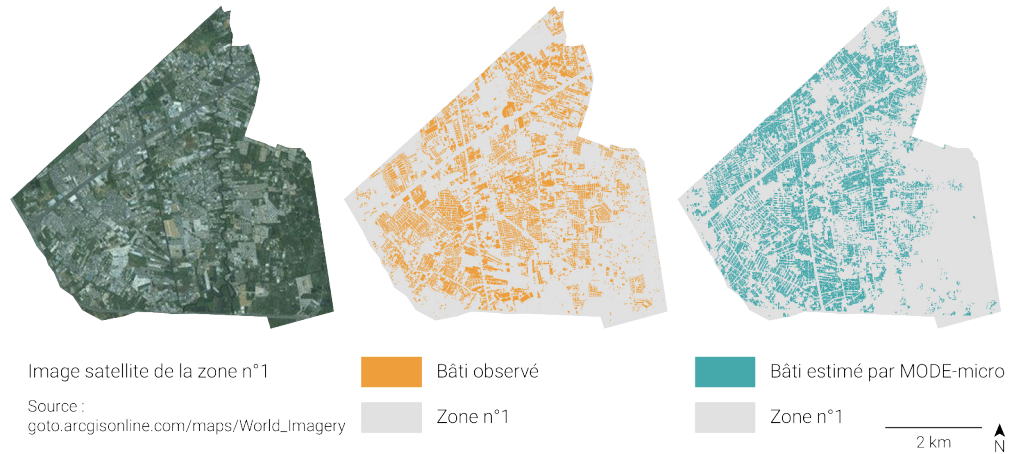 Image satellite de la zone n°1
Source :
goto.arcgisonline.com/maps/World_Imagery
Bâti observé
Zone n°1
Bâti estimé par MODE-micro
Zone n°1
2 km
N